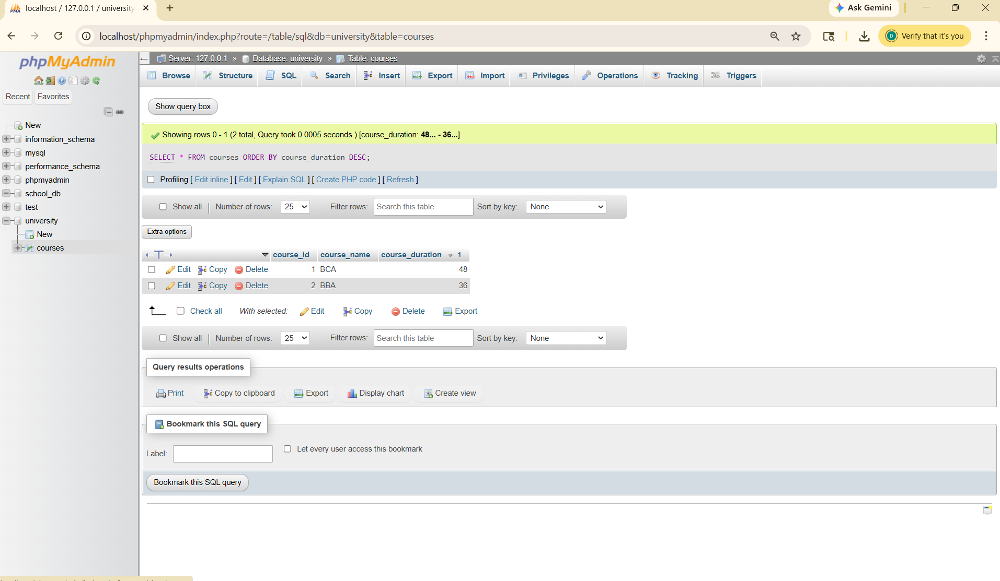 localhost / 127.0.0.1 / university
Ask Gemini
localhost/phpmyadmin/index.php?route=/table/sql&db=university&table=courses
Verify that it's you
phpMyAdmin
Recent Favorites
New
information_schema
mysql
performance_schema
phpmyadmin
school_db
test
university
New
courses
Server: 127.0.0.1 » Database: university » Table: courses
Browse Structure SQL Search Insert Export Import Privileges Operations Tracking Triggers
Show query box
Showing rows 0 - 1 (2 total, Query took 0.0005 seconds.) [course_duration: 48... - 36...]
SELECT * FROM courses ORDER BY course_duration DESC;
Profiling [ Edit inline ] [ Edit ] [ Explain SQL ] [ Create PHP code ] [ Refresh ]
Show all Number of rows: 25 Filter rows: Search this table Sort by key: None
Extra options
course_id course_name course_duration 1
Edit Copy Delete 1 BCA 48
Edit Copy Delete 2 BBA 36
Check all With selected: Edit Copy Delete Export
Show all Number of rows: 25 Filter rows: Search this table Sort by key: None
Query results operations
Print Copy to clipboard Export Display chart Create view
Bookmark this SQL query
Label: Let every user access this bookmark
Bookmark this SQL query